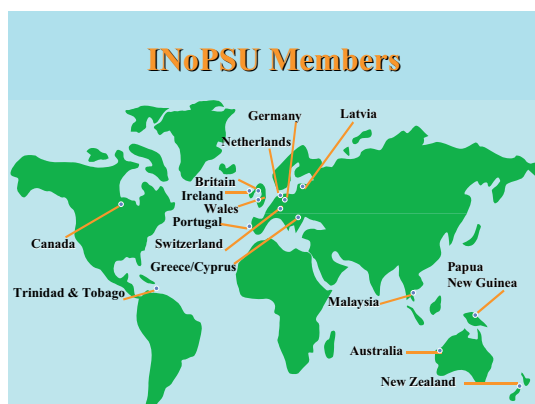 INoPSU Members
Germany
Latvia
Netherlands
Britain
Ireland
Wales
Portugal
Canada
Switzerland
Greece/Cyprus
Trinidad & Tobago
Malaysia
Papua
New Guinea
Australia
New Zealand